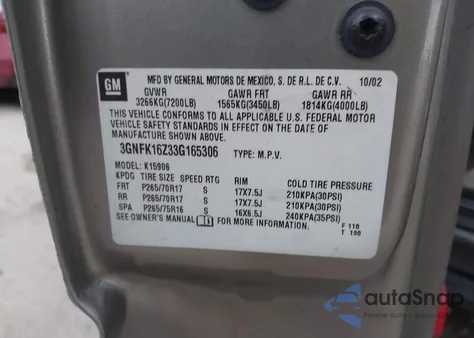 GM
MFD BY GENERAL MOTORS DE MEXICO, S. DE R.L. DE C.V. 10/02
GVWR GAWR FRT GAWR RR
3266KG(7200LB) 1565KG(3450LB) 1814KG(4000LB)
THIS VEHICLE CONFORMS TO ALL APPLICABLE U.S. FEDERAL MOTOR
VEHICLE SAFETY STANDARDS IN EFFECT ON THE DATE OF
MANUFACTURE SHOWN ABOVE.
3GNFK16Z33G165306 TYPE: M.P.V.
MODEL: K15906
KPDG TIRE SIZE SPEED RTG RIM COLD TIRE PRESSURE
FRT P265/70R17 S 17X7.5J 210KPA(30PSI)
RR P265/70R17 S 17X7.5J 210KPA(30PSI)
SPA P265/75R16 S 16X6.5J 240KPA(35PSI)
SEE OWNER'S MANUAL FOR MORE INFORMATION.
F 110
T 190
autoSnap